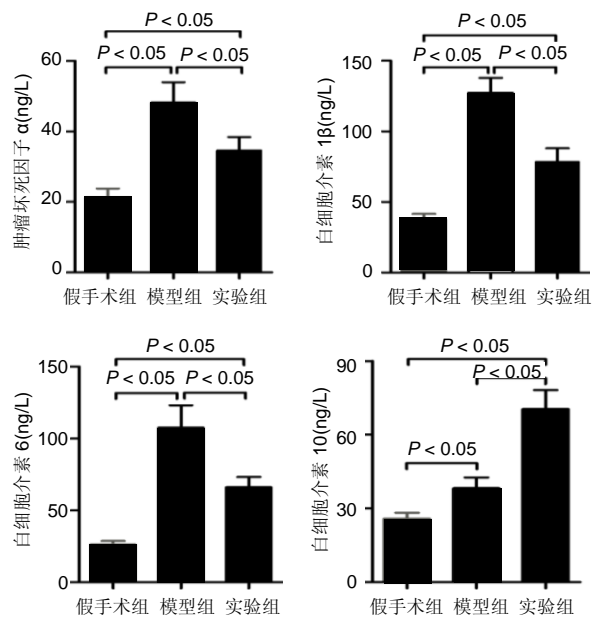 P < 0.05
P < 0.05 P < 0.05
肿瘤坏死因子 α(ng/L)
60
40
20
0
假手术组 模型组 实验组
P < 0.05
P < 0.05 P < 0.05
白细胞介素 1β(ng/L)
150
100
50
0
假手术组 模型组 实验组
P < 0.05
P < 0.05 P < 0.05
白细胞介素 6(ng/L)
150
100
50
0
假手术组 模型组 实验组
P < 0.05
P < 0.05
P < 0.05
白细胞介素 10(ng/L)
90
60
30
0
假手术组 模型组 实验组